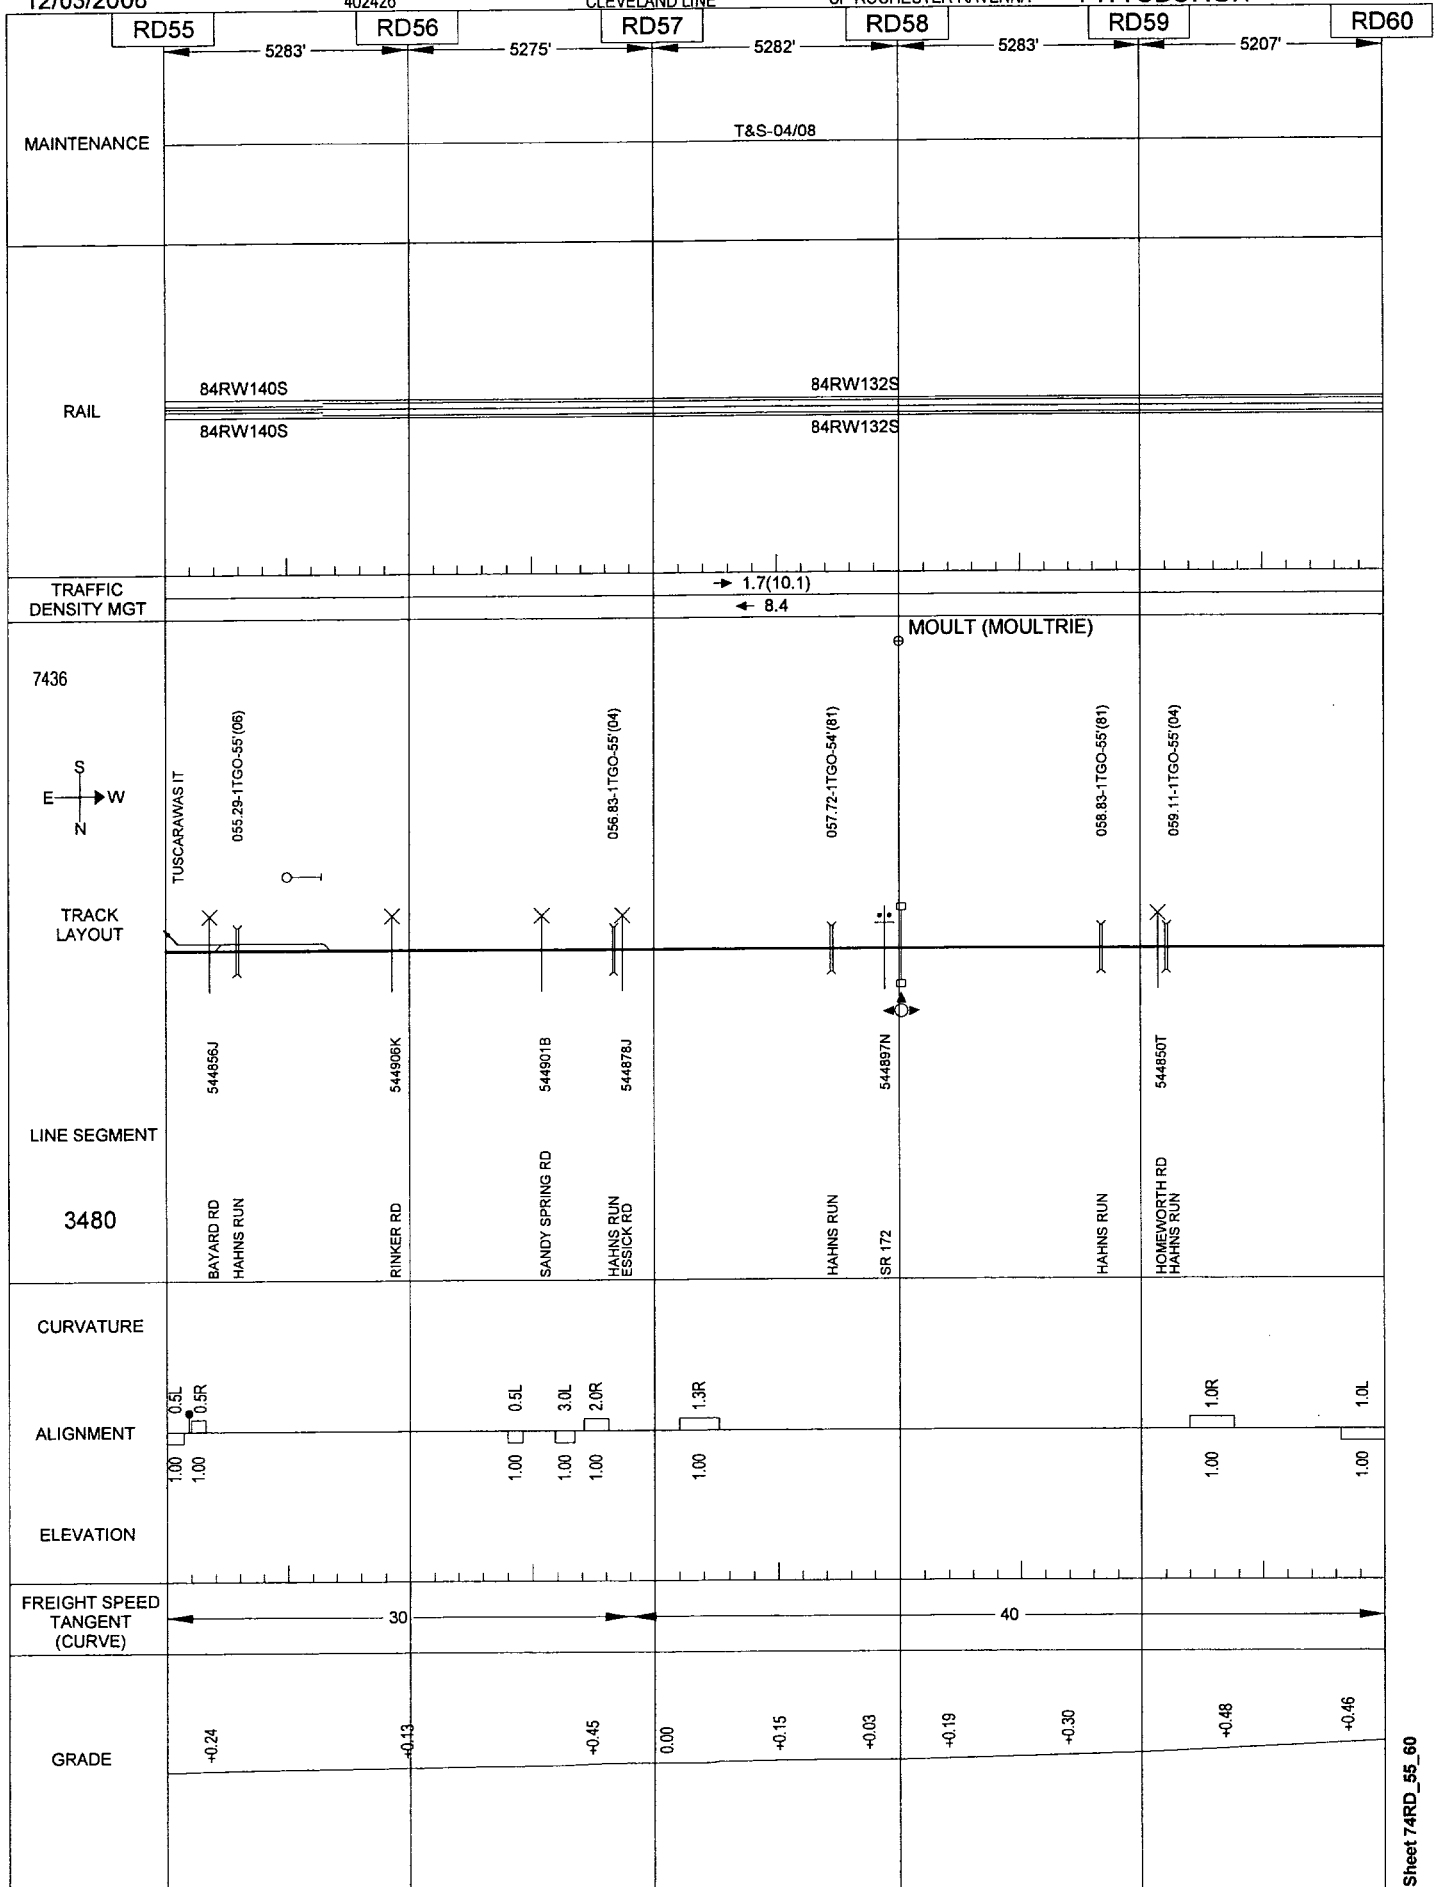 12/03/2008 402426 CLEVELAND LINE
RD55 RD56 RD57 RD58 RD59 RD60
5283' 5275' 5282' 5283' 5207'
MAINTENANCE
T&S-04/08
RAIL
84RW140S 84RW132S
84RW140S 84RW132S
TRAFFIC
DENSITY MGT
1.7(10.1)
8.4
MOULT (MOULTRIE)
7436
S
E W
N
TUSCARAWAS IT
055.29-1TGO-55'(06)
056.83-1TGO-55'(04)
057.72-1TGO-54'(81)
058.83-1TGO-55'(81)
059.11-1TGO-55'(04)
TRACK
LAYOUT
544856J
544906K
544901B
544878J
544897N
544850T
LINE SEGMENT
3480
BAYARD RD
HAHNS RUN
RINKER RD
SANDY SPRING RD
HAHNS RUN
ESSICK RD
HAHNS RUN
SR 172
HAHNS RUN
HOMEWORTH RD
HAHNS RUN
CURVATURE
0.5L 0.5R 0.5L 3.0L 2.0R 1.3R 1.0R 1.0L
ALIGNMENT
1.00 1.00 1.00 1.00 1.00 1.00 1.00 1.00
ELEVATION
FREIGHT SPEED
TANGENT
(CURVE)
30 40
GRADE
+0.24 +0.13 +0.45 0.00 +0.15 +0.03 +0.19 +0.30 +0.48 +0.46
Sheet 74RD_55_60